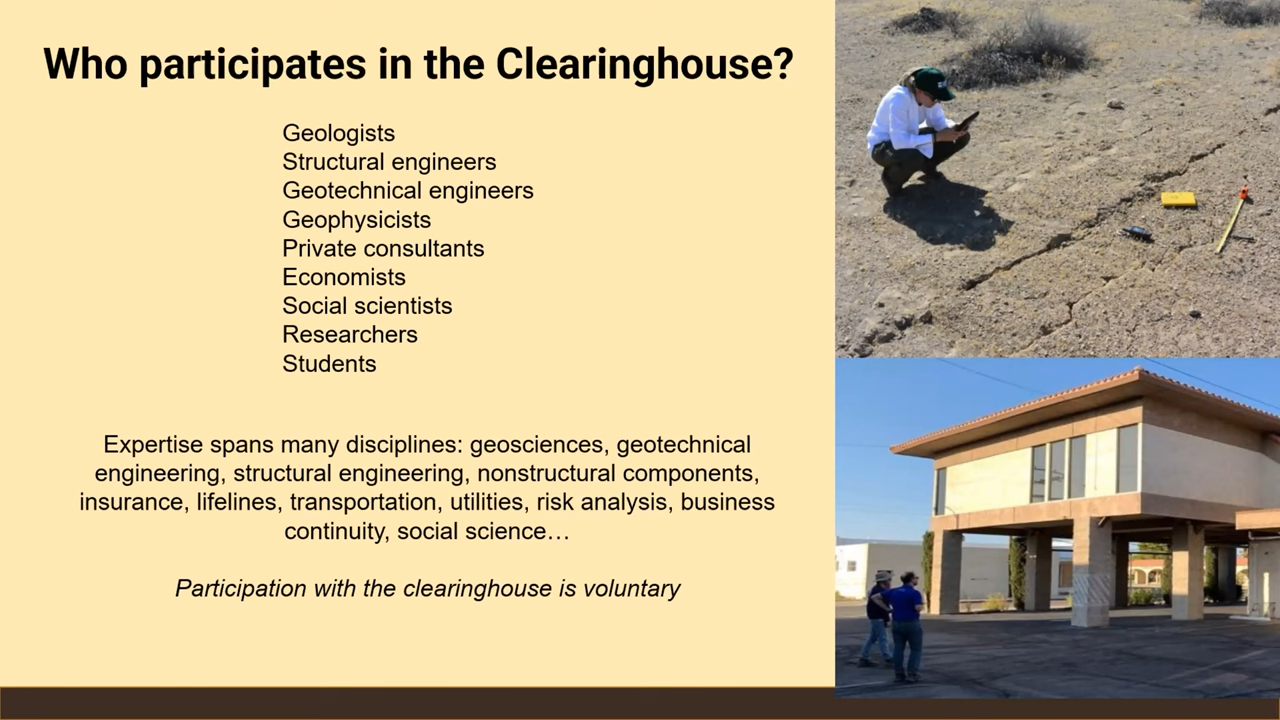 Who participates in the Clearinghouse?
Geologists
Structural engineers
Geotechnical engineers
Geophysicists
Private consultants
Economists
Social scientists
Researchers
Students
Expertise spans many disciplines: geosciences, geotechnical
engineering, structural engineering, nonstructural components,
insurance, lifelines, transportation, utilities, risk analysis, business
continuity, social science…
Participation with the clearinghouse is voluntary